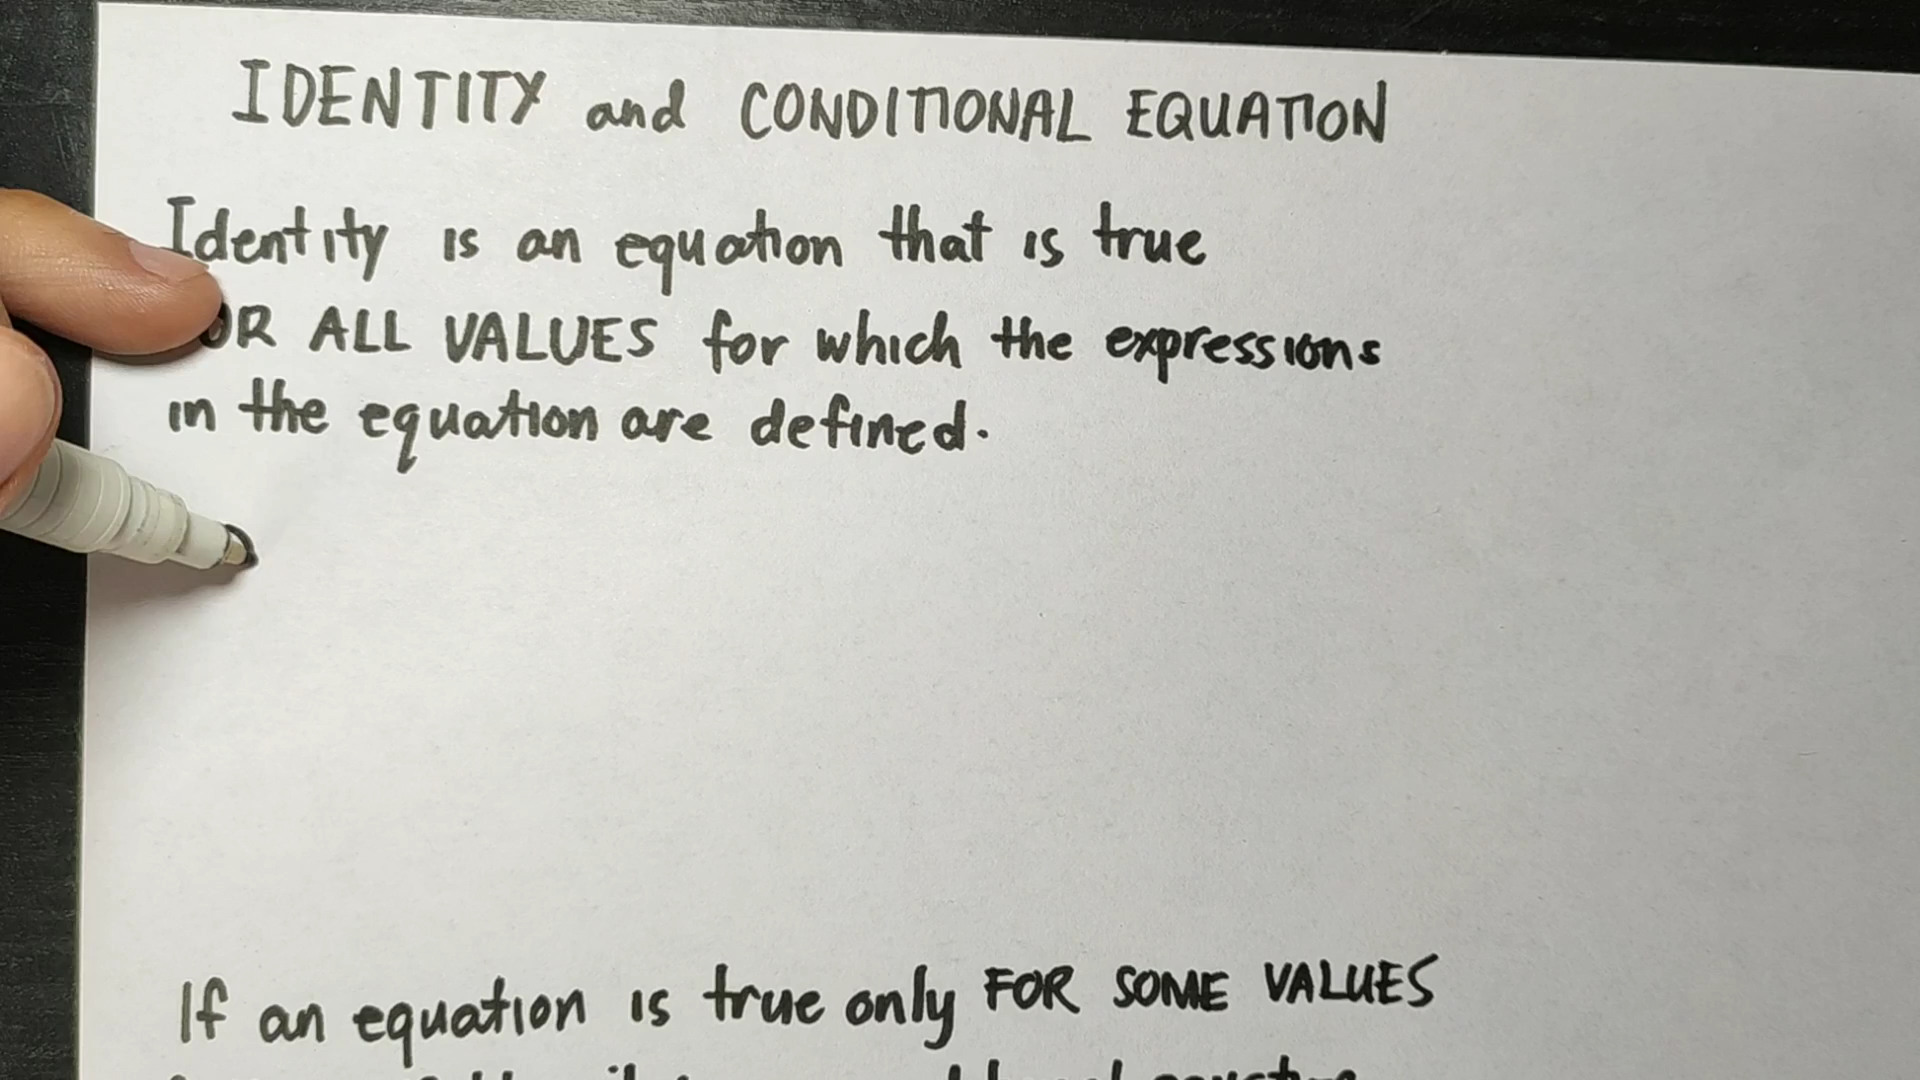 IDENTITY and CONDITIONAL EQUATION
Identity is an equation that is true
OR ALL VALUES for which the expressions
in the equation are defined.
If an equation is true only FOR SOME VALUES